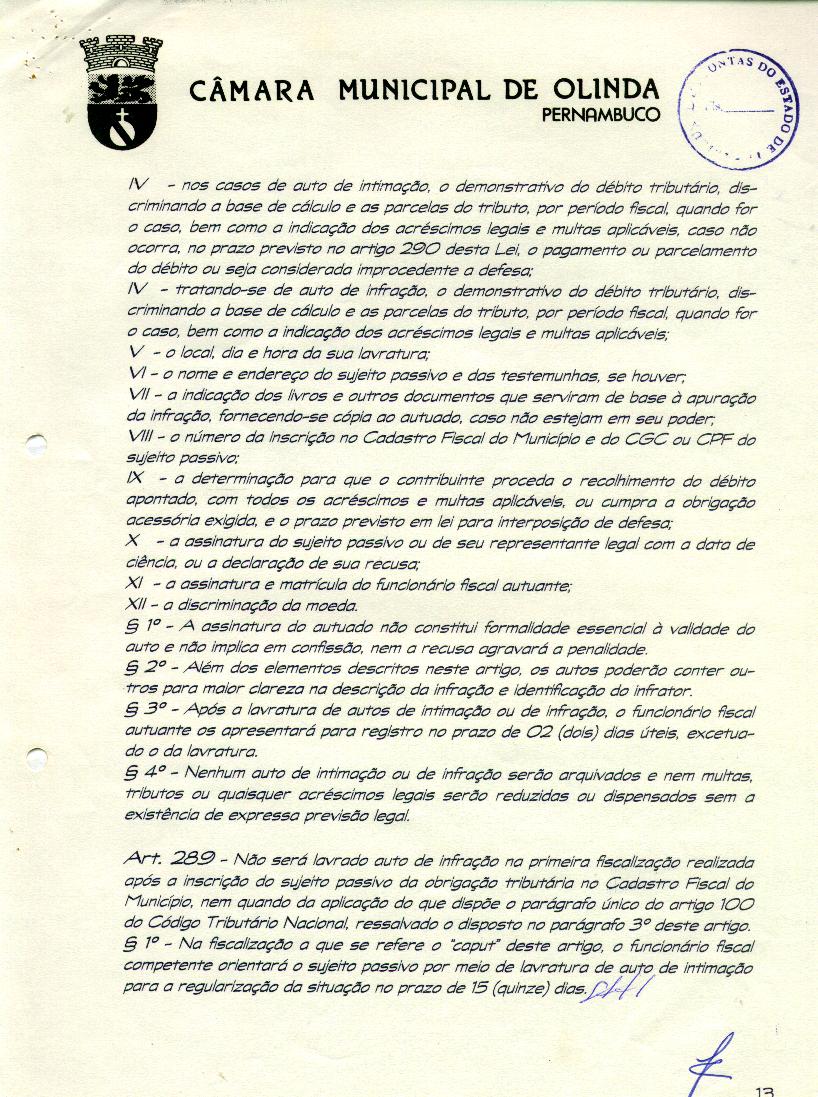 CÂMARA MUNICIPAL DE OLINDA
PERNAMBUCO
ONTAS DO ESTADO DE
IV - nos casos de auto de intimação, o demonstrativo do débito tributário, dis-
criminando a base de cálculo e as parcelas do tributo, por período fiscal, quando for
o caso, bem como a indicação dos acréscimos legais e multas aplicáveis, caso não
ocorra, no prazo previsto no artigo 290 desta Lei, o pagamento ou parcelamento
do débito ou seja considerada improcedente a defesa;
IV - tratando-se de auto de infração, o demonstrativo do débito tributário, dis-
criminando a base de cálculo e as parcelas do tributo, por período fiscal, quando for
o caso, bem como a indicação dos acréscimos legais e multas aplicáveis;
V - o local, dia e hora da sua lavratura;
VI - o nome e endereço do sujeito passivo e das testemunhas, se houver;
VII - a indicação dos livros e outros documentos que serviram de base à apuração
da infração, fornecendo-se cópia ao autuado, caso não estejam em seu poder;
VIII - o número da inscrição no Cadastro Fiscal do Município e do CGC ou CPF do
sujeito passivo;
IX - a determinação para que o contribuinte proceda o recolhimento do débito
apontado, com todos os acréscimos e multas aplicáveis, ou cumpra a obrigação
acessória exigida, e o prazo previsto em lei para interposição de defesa;
X - a assinatura do sujeito passivo ou de seu representante legal com a data de
ciência, ou a declaração de sua recusa;
XI - a assinatura e matrícula do funcionário fiscal autuante;
XII - a discriminação da moeda.
§ 1º - A assinatura do autuado não constitui formalidade essencial à validade do
auto e não implica em confissão, nem a recusa agravará a penalidade.
§ 2º - Além dos elementos descritos neste artigo, os autos poderão conter ou-
tros para maior clareza na descrição da infração e identificação do infrator.
§ 3º - Após a lavratura de autos de intimação ou de infração, o funcionário fiscal
autuante os apresentará para registro no prazo de 02 (dois) dias úteis, excetua-
do o da lavratura.
§ 4º - Nenhum auto de intimação ou de infração serão arquivados e nem multas,
tributos ou quaisquer acréscimos legais serão reduzidas ou dispensados sem a
existência de expressa previsão legal.
Art. 289 - Não será lavrado auto de infração na primeira fiscalização realizada
após a inscrição do sujeito passivo da obrigação tributária no Cadastro Fiscal do
Município, nem quando da aplicação do que dispõe o parágrafo único do artigo 100
do Código Tributário Nacional, ressalvado o disposto no parágrafo 3º deste artigo.
§ 1º - Na fiscalização a que se refere o "caput" deste artigo, o funcionário fiscal
competente orientará o sujeito passivo por meio de lavratura de auto de intimação
para a regularização da situação no prazo de 15 (quinze) dias.
13